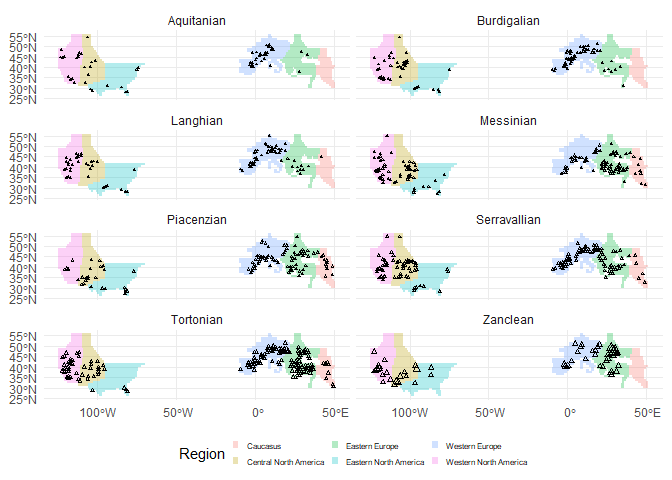 Aquitanian Burdigalian
55°N
50°N
45°N
40°N
35°N
30°N
25°N
Langhian Messinian
55°N
50°N
45°N
40°N
35°N
30°N
25°N
Piacenzian Serravallian
55°N
50°N
45°N
40°N
35°N
30°N
25°N
Tortonian Zanclean
55°N
50°N
45°N
40°N
35°N
30°N
25°N
100°W 50°W 0° 50°E 100°W 50°W 0° 50°E
Region Caucasus Eastern Europe Western Europe
Central North America Eastern North America Western North America